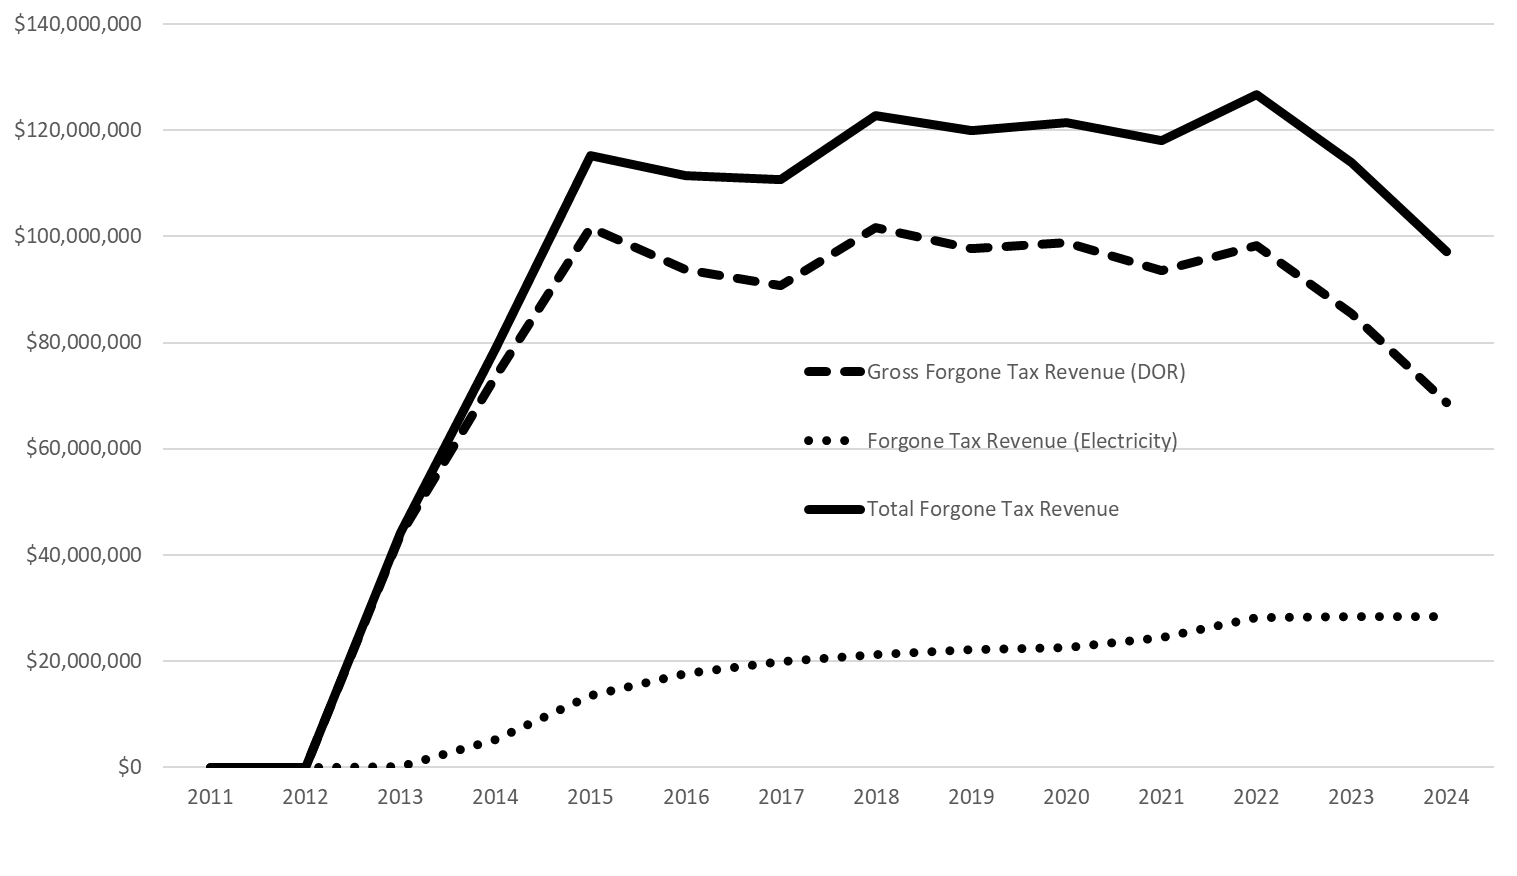 $140,000,000
$120,000,000
$100,000,000
$80,000,000
$60,000,000
$40,000,000
$20,000,000
$0
Gross Forgone Tax Revenue (DOR)
Forgone Tax Revenue (Electricity)
Total Forgone Tax Revenue
2011 2012 2013 2014 2015 2016 2017 2018 2019 2020 2021 2022 2023 2024